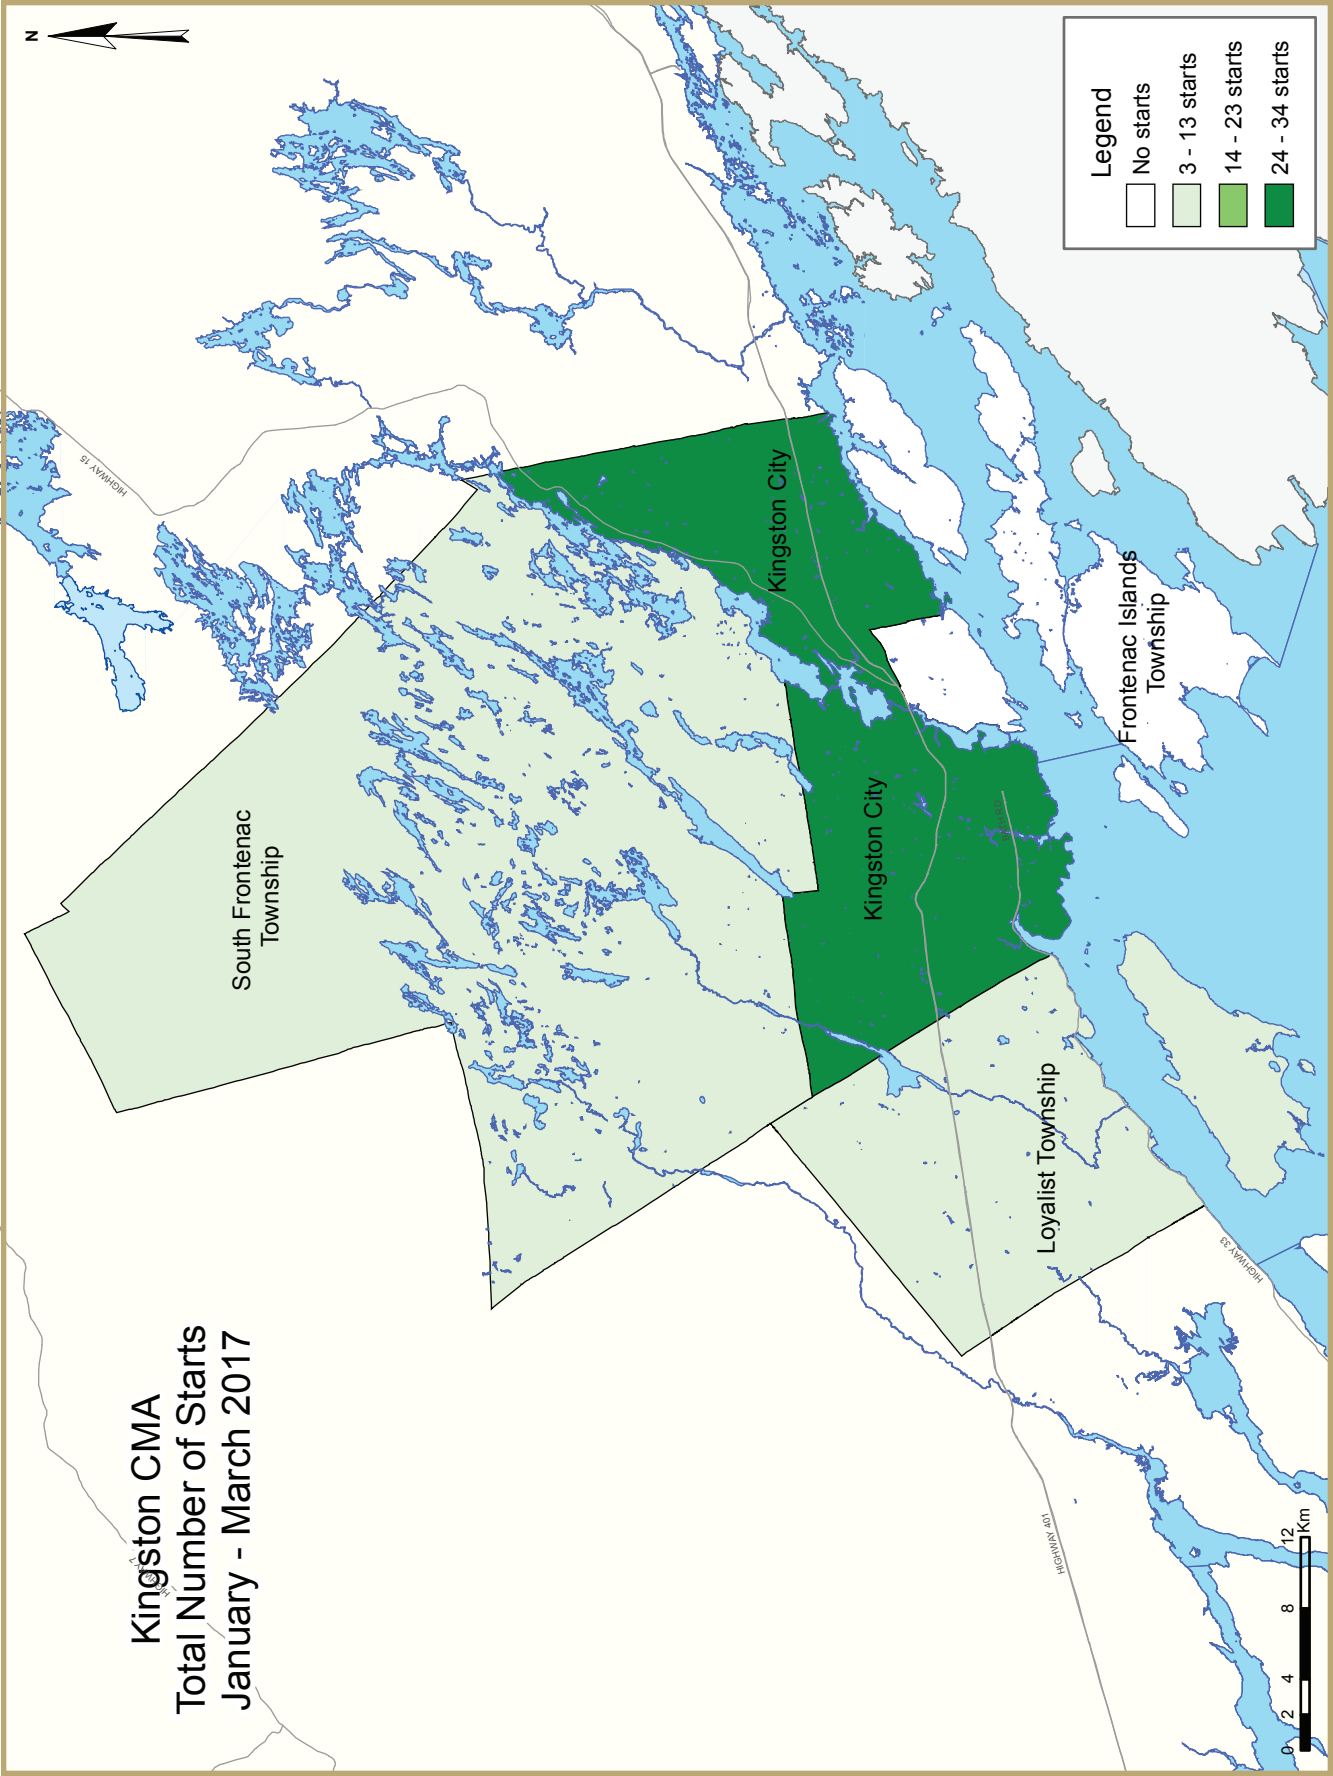 Kingston CMA
Total Number of Starts
January - March 2017
N
HIGHWAY 7
HIGHWAY 15
South Frontenac
Township
Kingston City
Kingston City
Loyalist Township
Frontenac Islands
Township
HIGHWAY 33
HIGHWAY 401
Legend
No starts
3 - 13 starts
14 - 23 starts
24 - 34 starts
0 2 4 8 12
Km